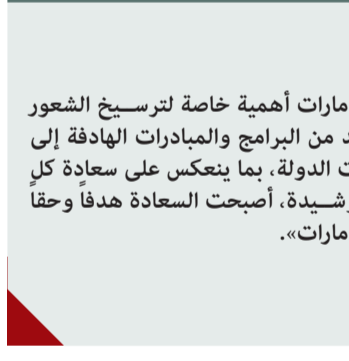 مارات أهمية خاصة لترسيخ الشعور
د من البرامج والمبادرات الهادفة إلى
ت الدولة، بما ينعكس على سعادة كلٍ
شيدة، أصبحت السعادة هدفاً وحقاً
مارات».